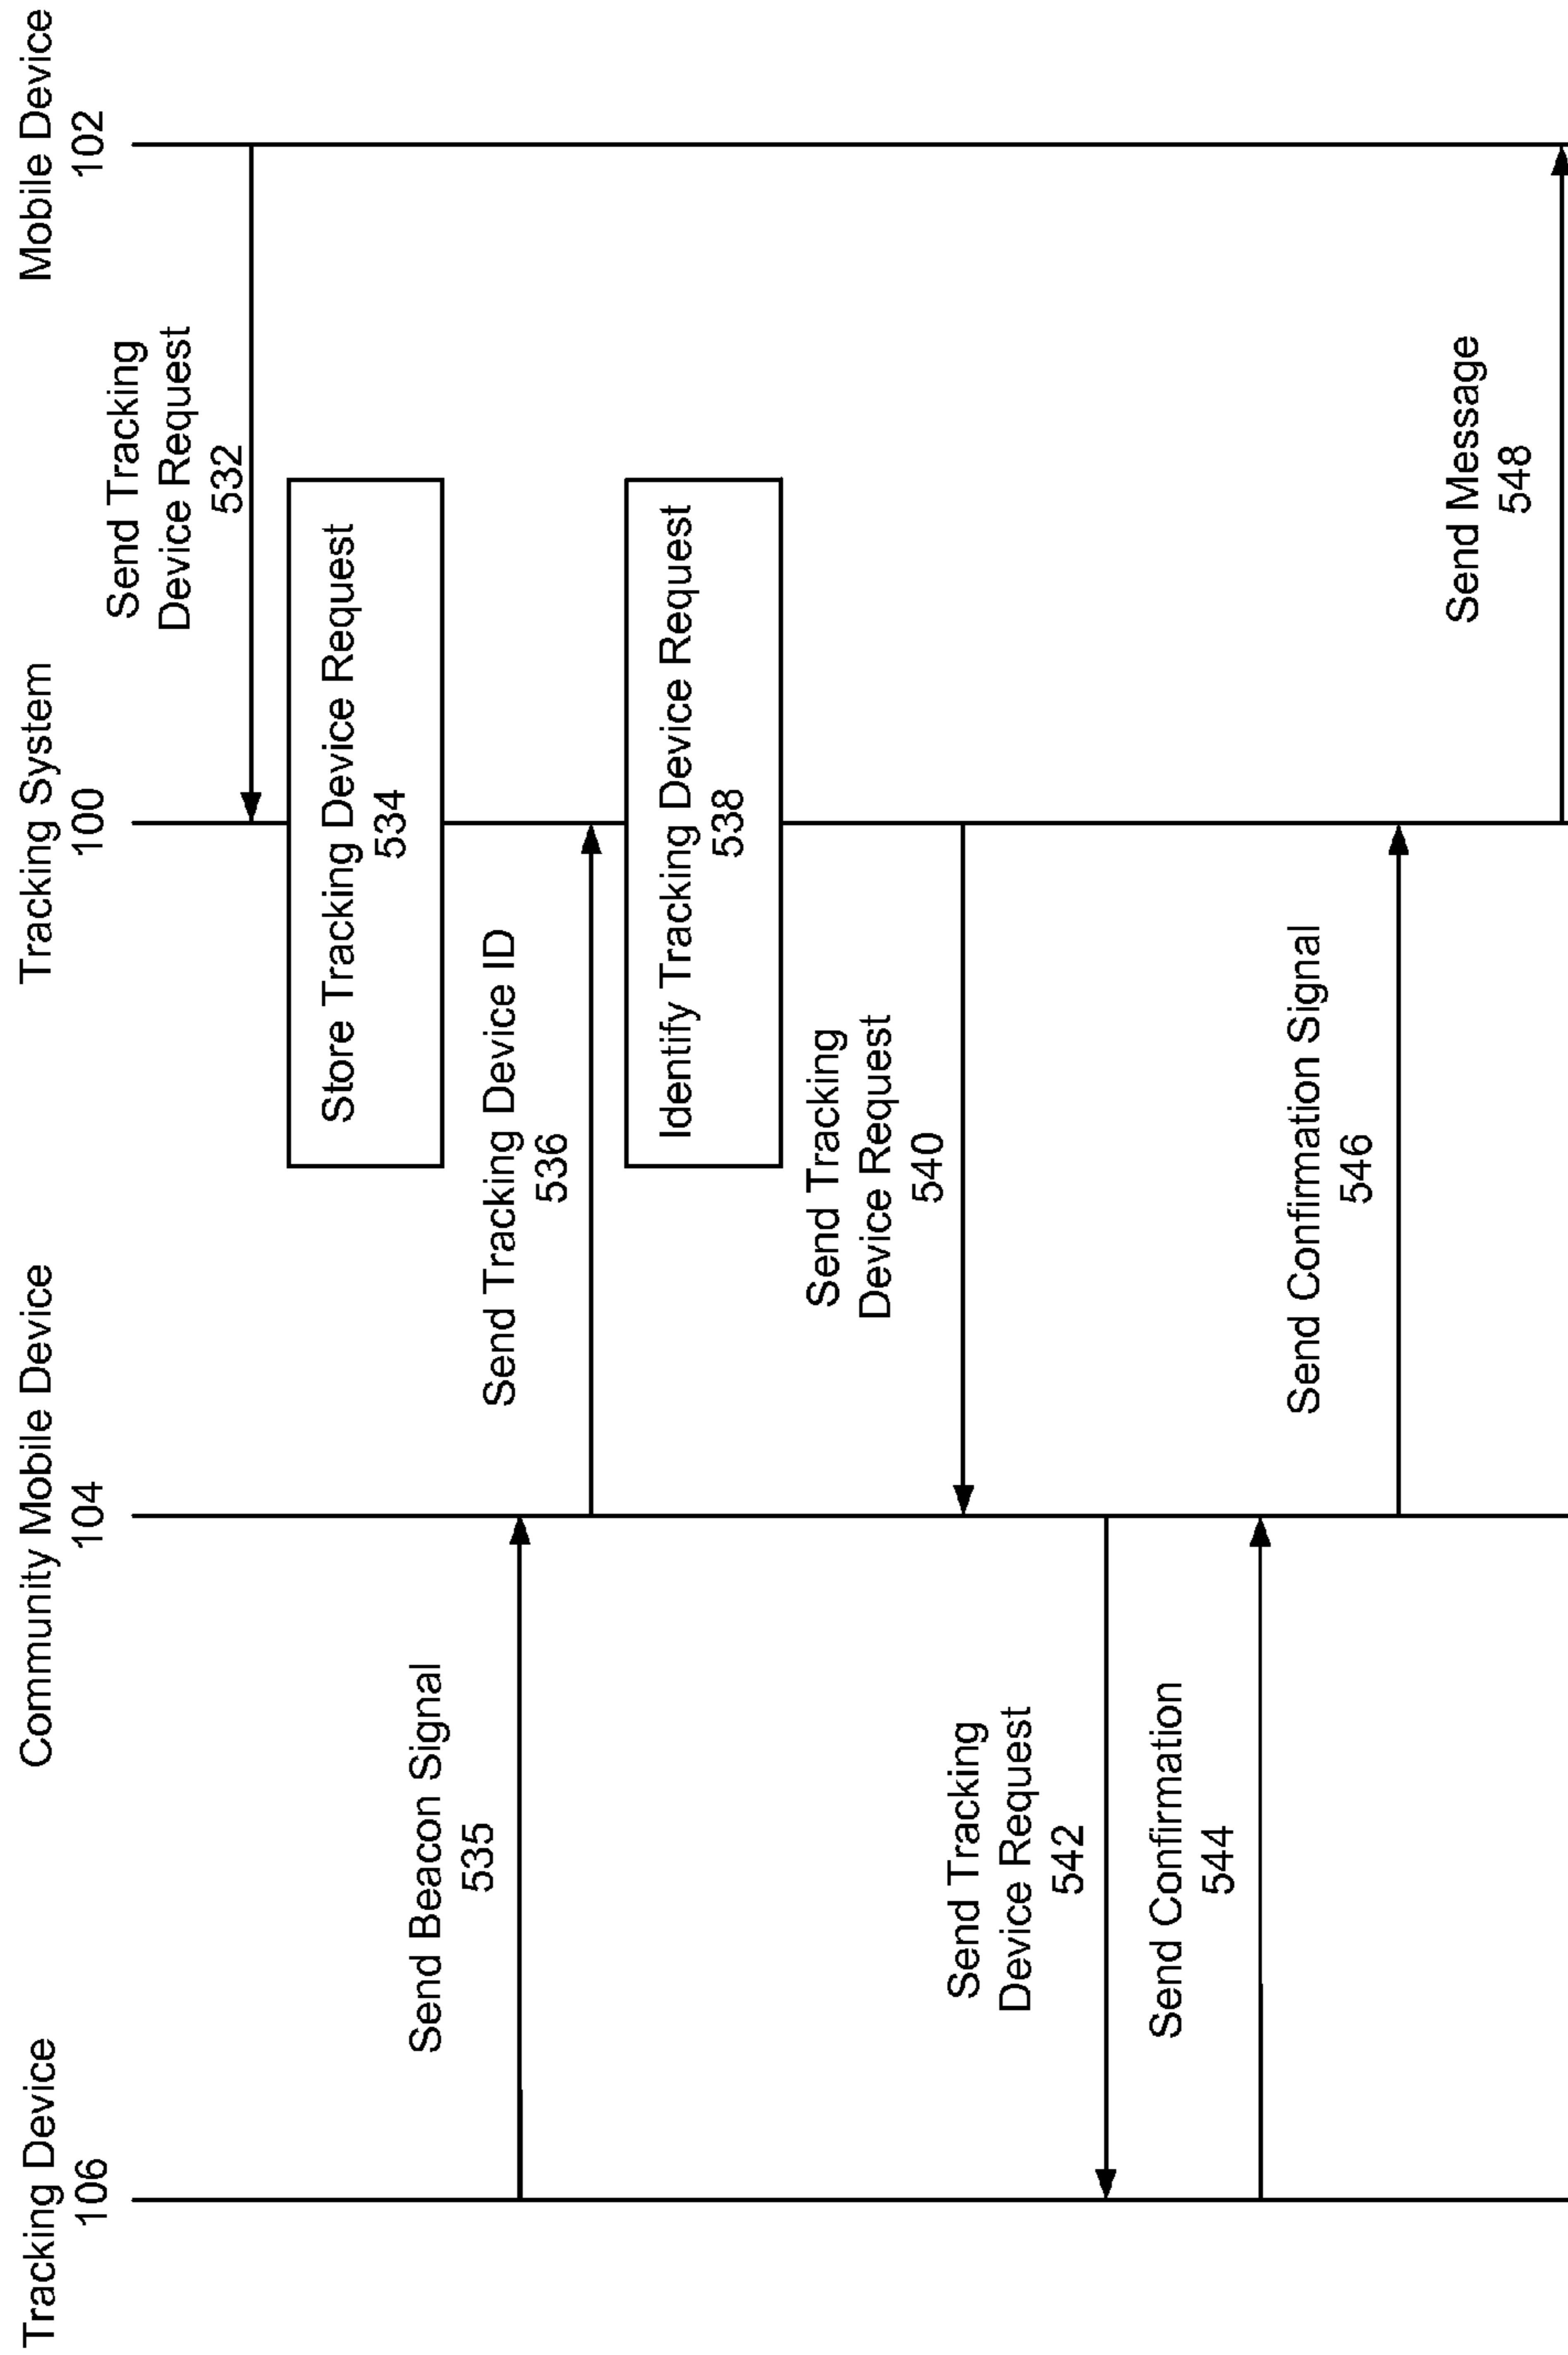 Tracking Device
106
Community Mobile Device
104
Tracking System
100
Mobile Device
102
Send Tracking
Device Request
532
Store Tracking Device Request
534
Send Beacon Signal
535
Send Tracking Device ID
536
Identify Tracking Device Request
538
Send Tracking
Device Request
540
Send Tracking
Device Request
542
Send Confirmation
544
Send Confirmation Signal
546
Send Message
548